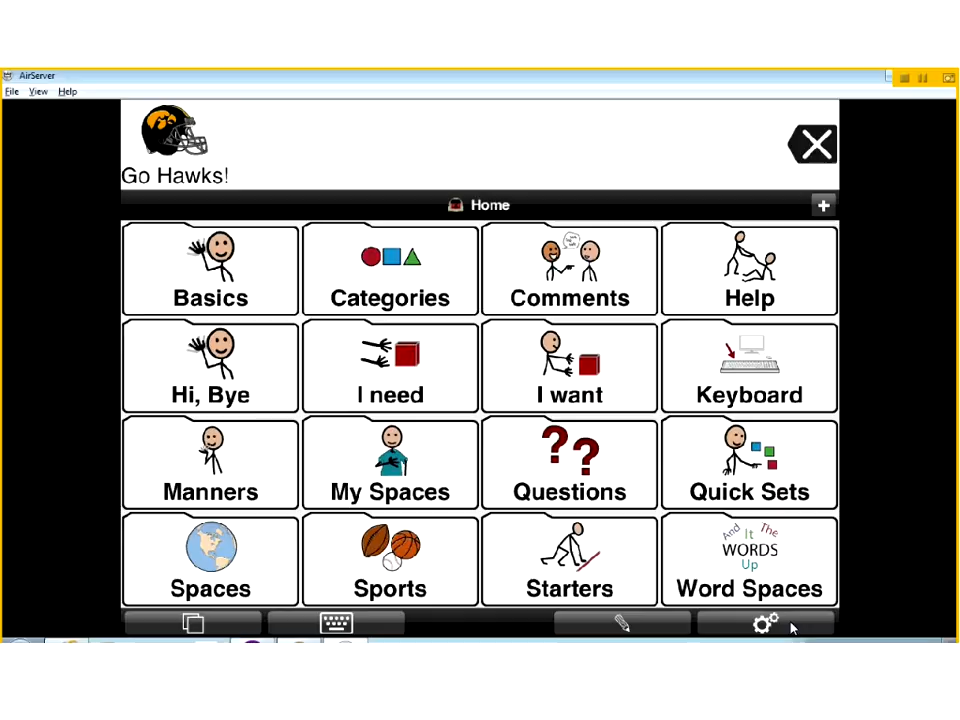 AirServer
File View Help
Go Hawks!
Home
Basics
Categories
Comments
Help
Hi, Bye
I need
I want
Keyboard
Manners
My Spaces
??
Questions
Quick Sets
Spaces
Sports
Starters
And It The
WORDS
Up
Word Spaces